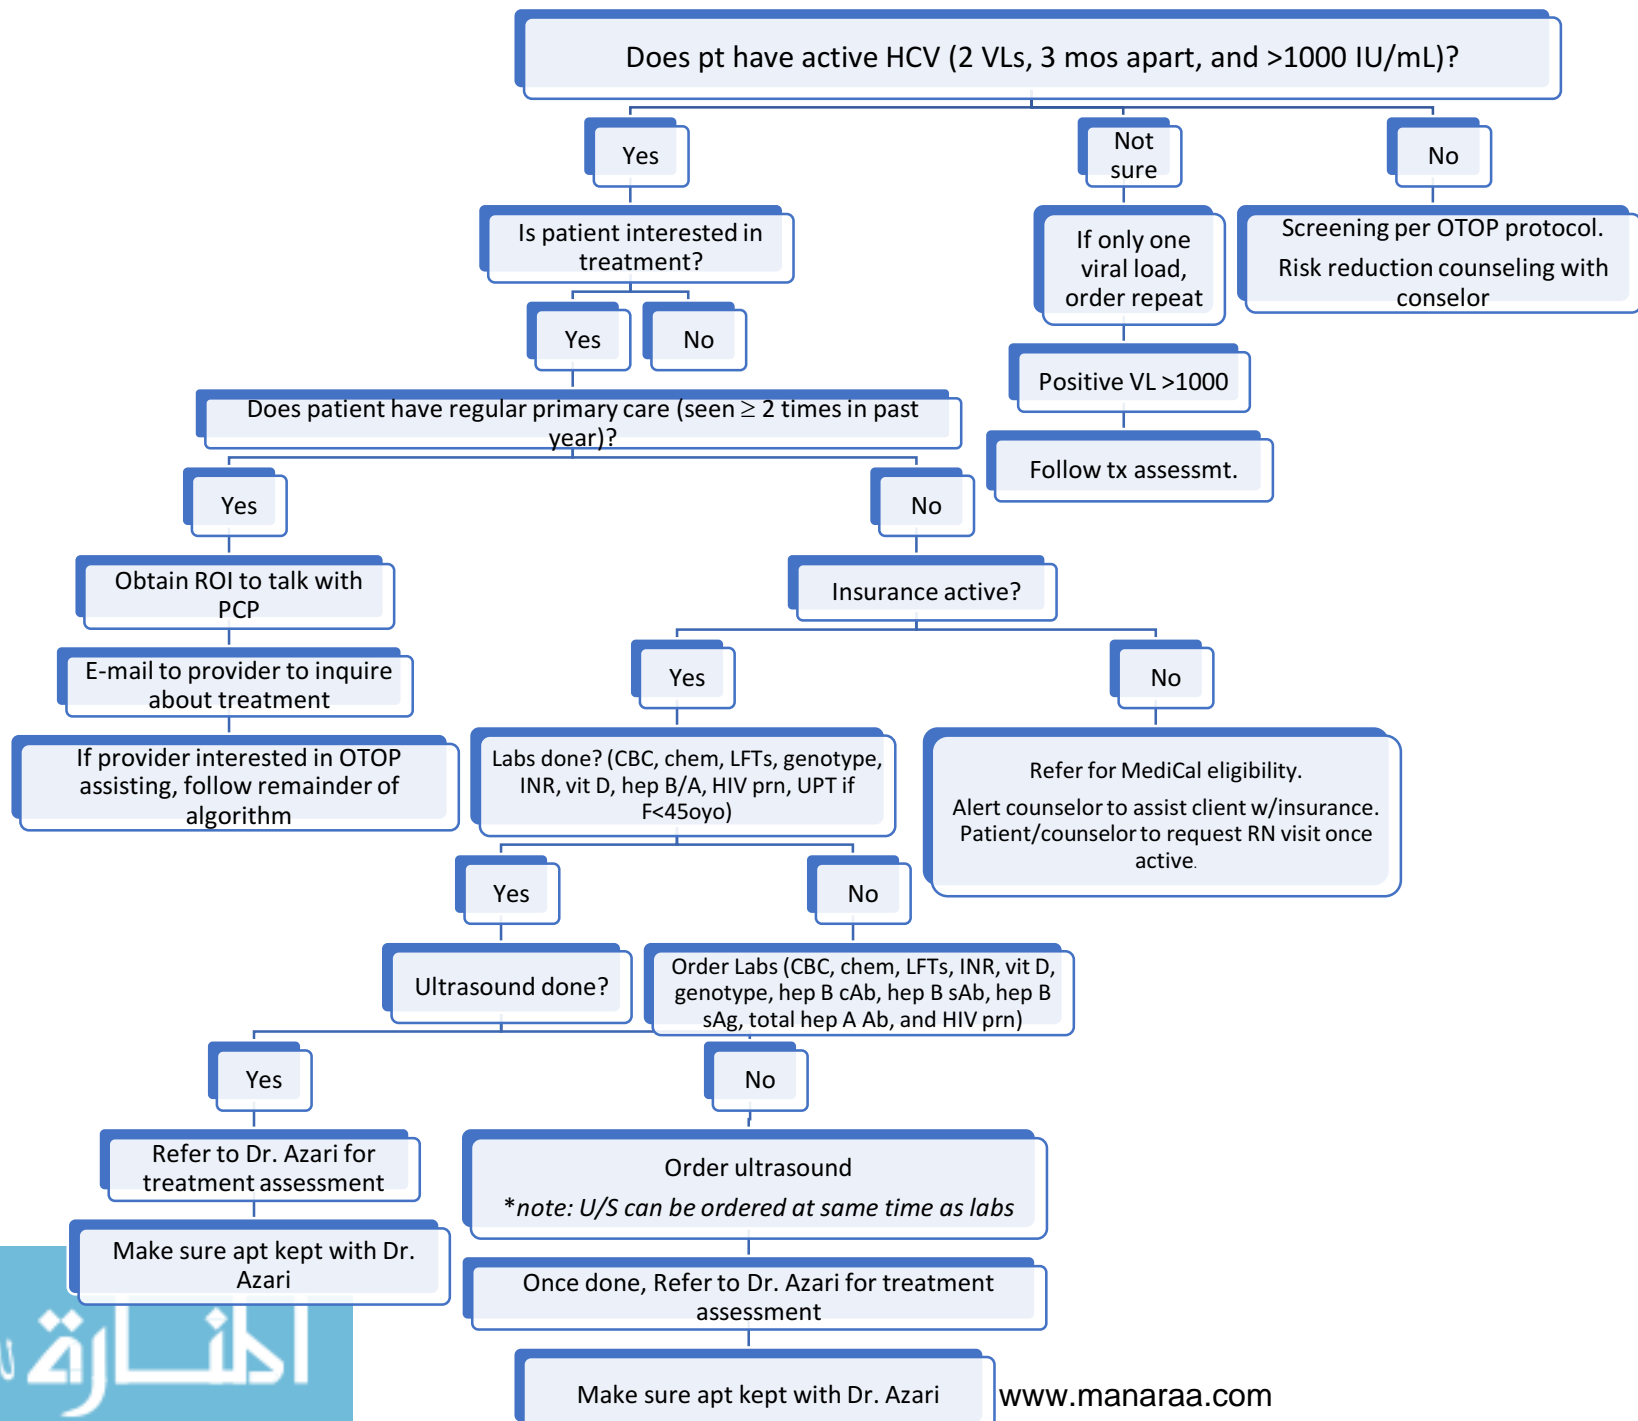 Does pt have active HCV (2 VLs, 3 mos apart, and >1000 IU/mL)?
Yes
Not
sure
No
Is patient interested in
treatment?
If only one
viral load,
order repeat
Screening per OTOP protocol.
Risk reduction counseling with
conselor
Yes
No
Positive VL >1000
Does patient have regular primary care (seen ≥ 2 times in past
year)?
Follow tx assessmt.
Yes
No
Obtain ROI to talk with
PCP
Insurance active?
E-mail to provider to inquire
about treatment
Yes
No
If provider interested in OTOP
assisting, follow remainder of
algorithm
Labs done? (CBC, chem, LFTs, genotype,
INR, vit D, hep B/A, HIV prn, UPT if
F<45oyo)
Refer for MediCal eligibility.
Alert counselor to assist client w/insurance.
Patient/counselor to request RN visit once
active.
Yes
No
Ultrasound done?
Order Labs (CBC, chem, LFTs, INR, vit D,
genotype, hep B cAb, hep B sAb, hep B
sAg, total hep A Ab, and HIV prn)
Yes
No
Refer to Dr. Azari for
treatment assessment
Order ultrasound
*note: U/S can be ordered at same time as labs
Make sure apt kept with Dr.
Azari
Once done, Refer to Dr. Azari for treatment
assessment
Make sure apt kept with Dr. Azari
المنارة
www.manaraa.com